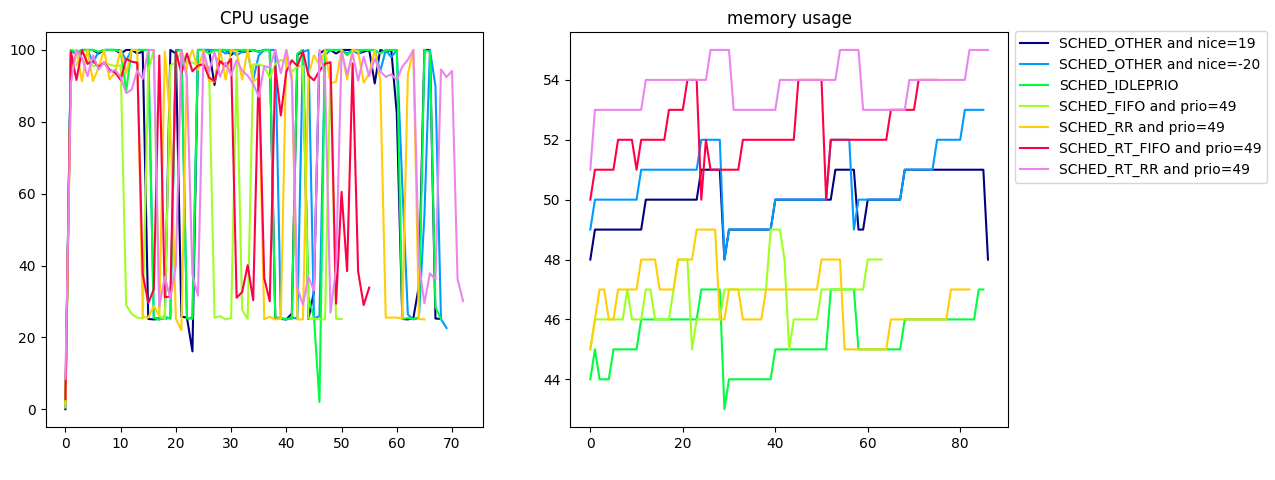 CPU usage
100
80
60
40
20
0
0 10 20 30 40 50 60 70
memory usage
54
52
50
48
46
44
0 20 40 60 80
SCHED_OTHER and nice=19
SCHED_OTHER and nice=-20
SCHED_IDLEPRIO
SCHED_FIFO and prio=49
SCHED_RR and prio=49
SCHED_RT_FIFO and prio=49
SCHED_RT_RR and prio=49